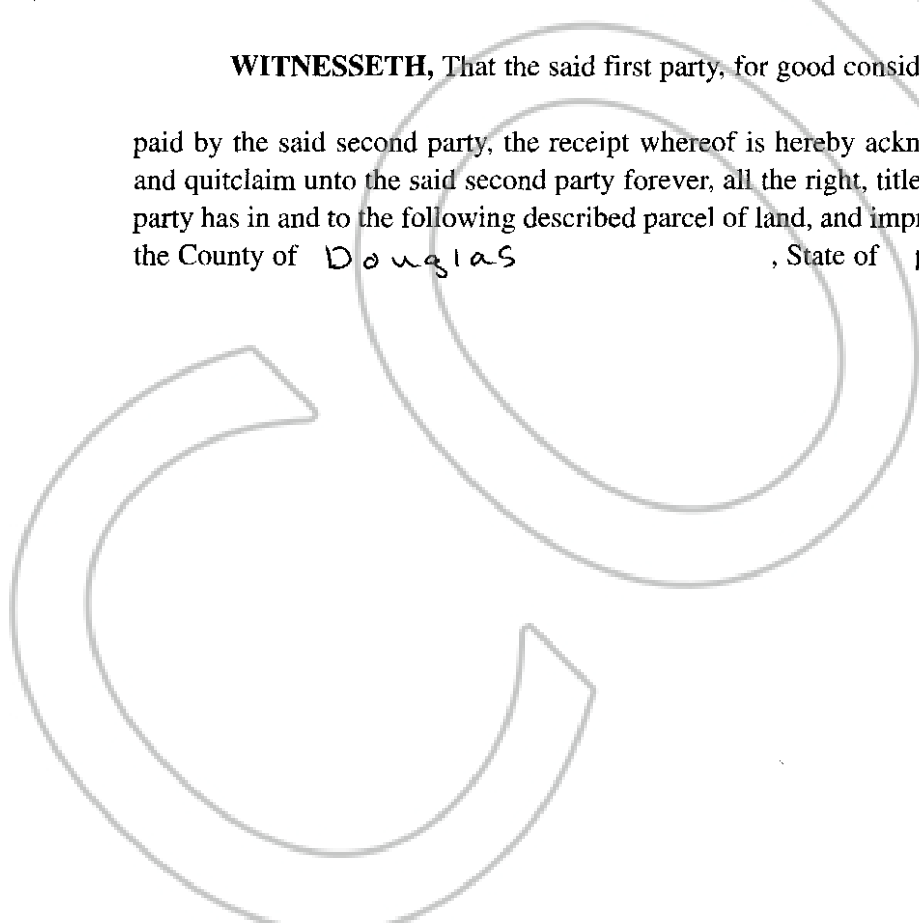 WITNESSETH, That the said first party, for good consid
paid by the said second party, the receipt whereof is hereby ackn
and quitclaim unto the said second party forever, all the right, title
party has in and to the following described parcel of land, and impr
the County of Douglas , State of